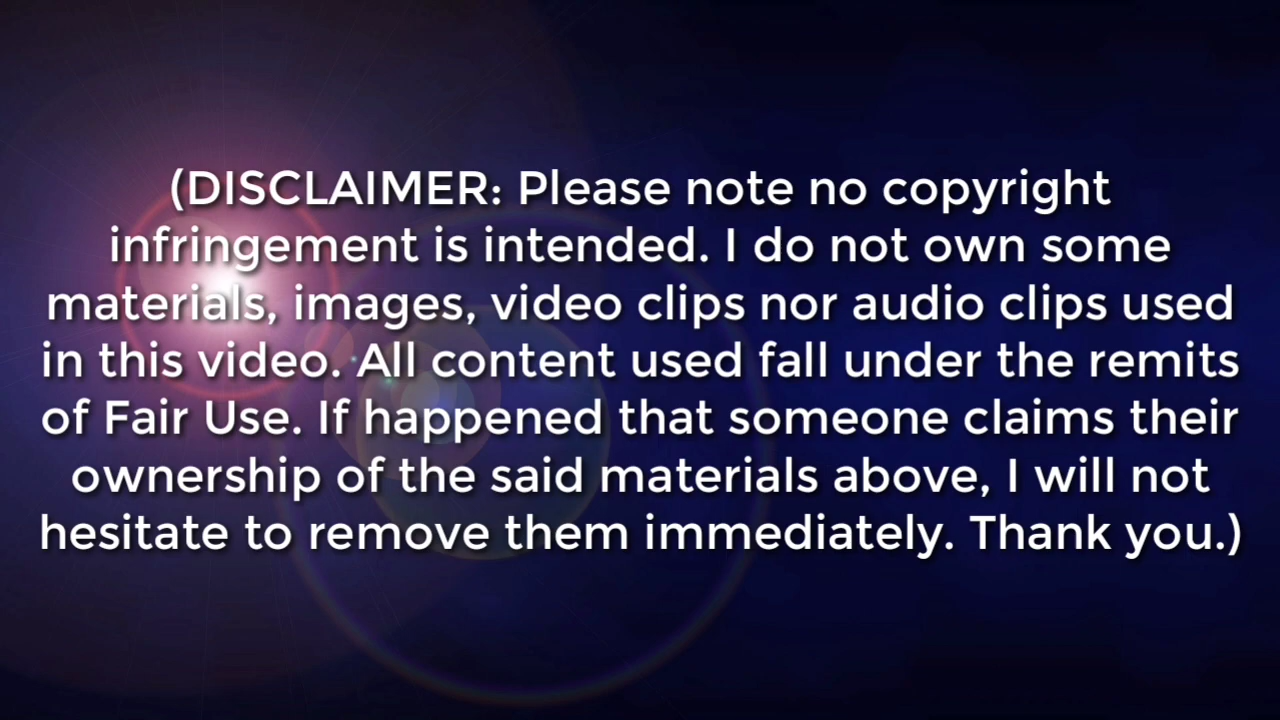 (DISCLAIMER: Please note no copyright
infringement is intended. I do not own some
materials, images, video clips nor audio clips used
in this video. All content used fall under the remits
of Fair Use. If happened that someone claims their
ownership of the said materials above, I will not
hesitate to remove them immediately. Thank you.)